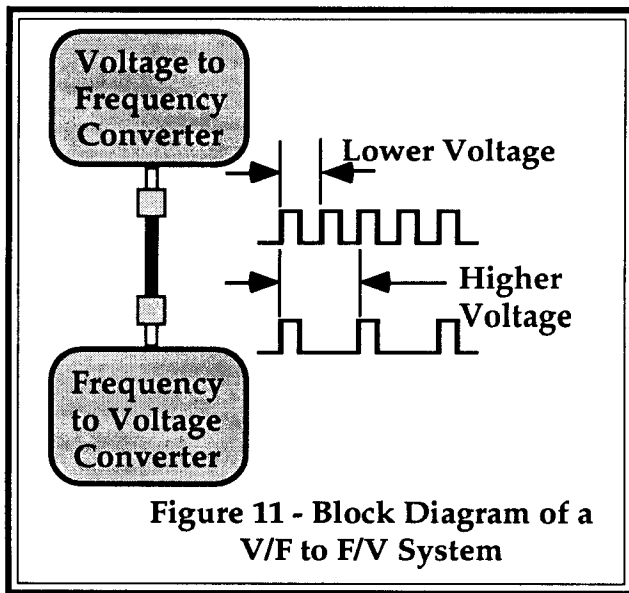 Voltage to
Frequency
Converter
Lower Voltage
Higher
Voltage
Frequency
to Voltage
Converter
Figure 11 - Block Diagram of a
V/F to F/V System